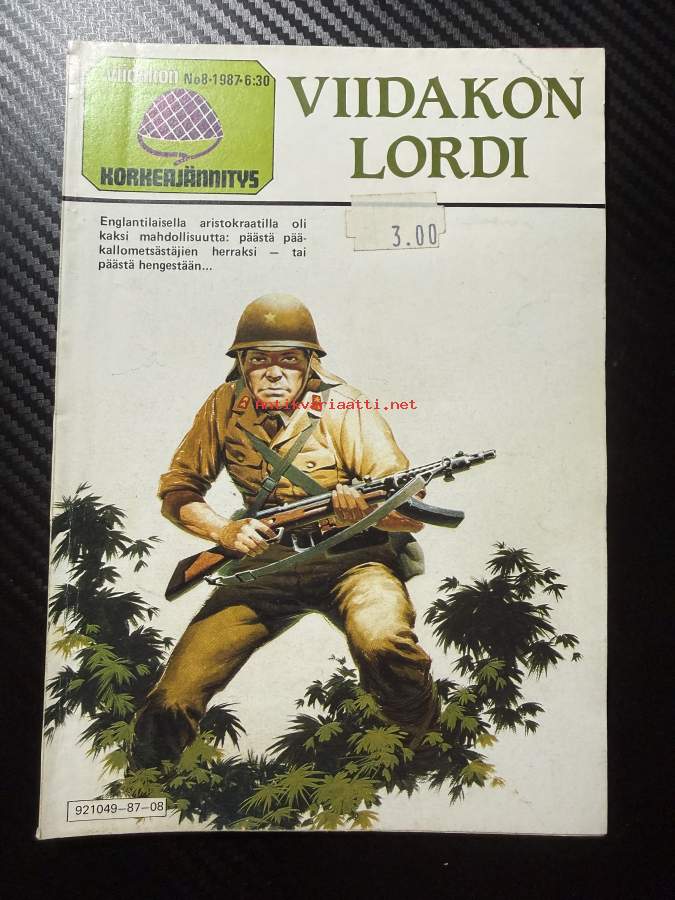 Viidakon No8·1987·6:30
KORKEAJÄNNITYS
VIIDAKON
LORDI
3.00
Englantilaisella aristokraatilla oli
kaksi mahdollisuutta: päästä pää-
kallometsästäjien herraksi — tai
päästä hengestään...
Antikvariaatti.net
921049-87-08